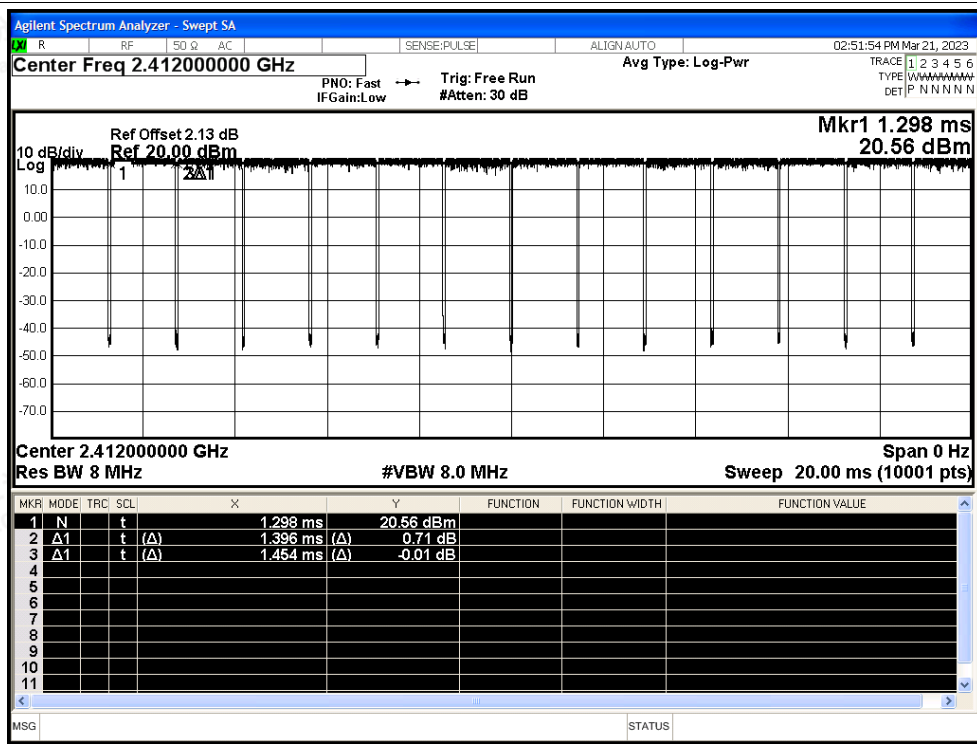 Agilent Spectrum Analyzer - Swept SA
LXI R RF 50 Ω AC SENSE:PULSE ALIGN AUTO 02:51:54 PM Mar 21, 2023
Center Freq 2.412000000 GHz
Avg Type: Log-Pwr
TRACE 1 2 3 4 5 6
PNO: Fast Trig: Free Run
TYPE WWWWWW
IFGain:Low #Atten: 30 dB
DET P N N N N N
Mkr1 1.298 ms
Ref Offset 2.13 dB
10 dB/div Ref 20.00 dBm 20.56 dBm
Log
1 2Δ1
10.0
0.00
-10.0
-20.0
-30.0
-40.0
-50.0
-60.0
-70.0
Center 2.412000000 GHz Span 0 Hz
Res BW 8 MHz #VBW 8.0 MHz Sweep 20.00 ms (10001 pts)
MKR MODE TRC SCL X Y FUNCTION FUNCTION WIDTH FUNCTION VALUE
1 N t 1.298 ms 20.56 dBm
2 Δ1 t (Δ) 1.396 ms (Δ) 0.71 dB
3 Δ1 t (Δ) 1.454 ms (Δ) -0.01 dB
4
5
6
7
8
9
10
11
MSG STATUS